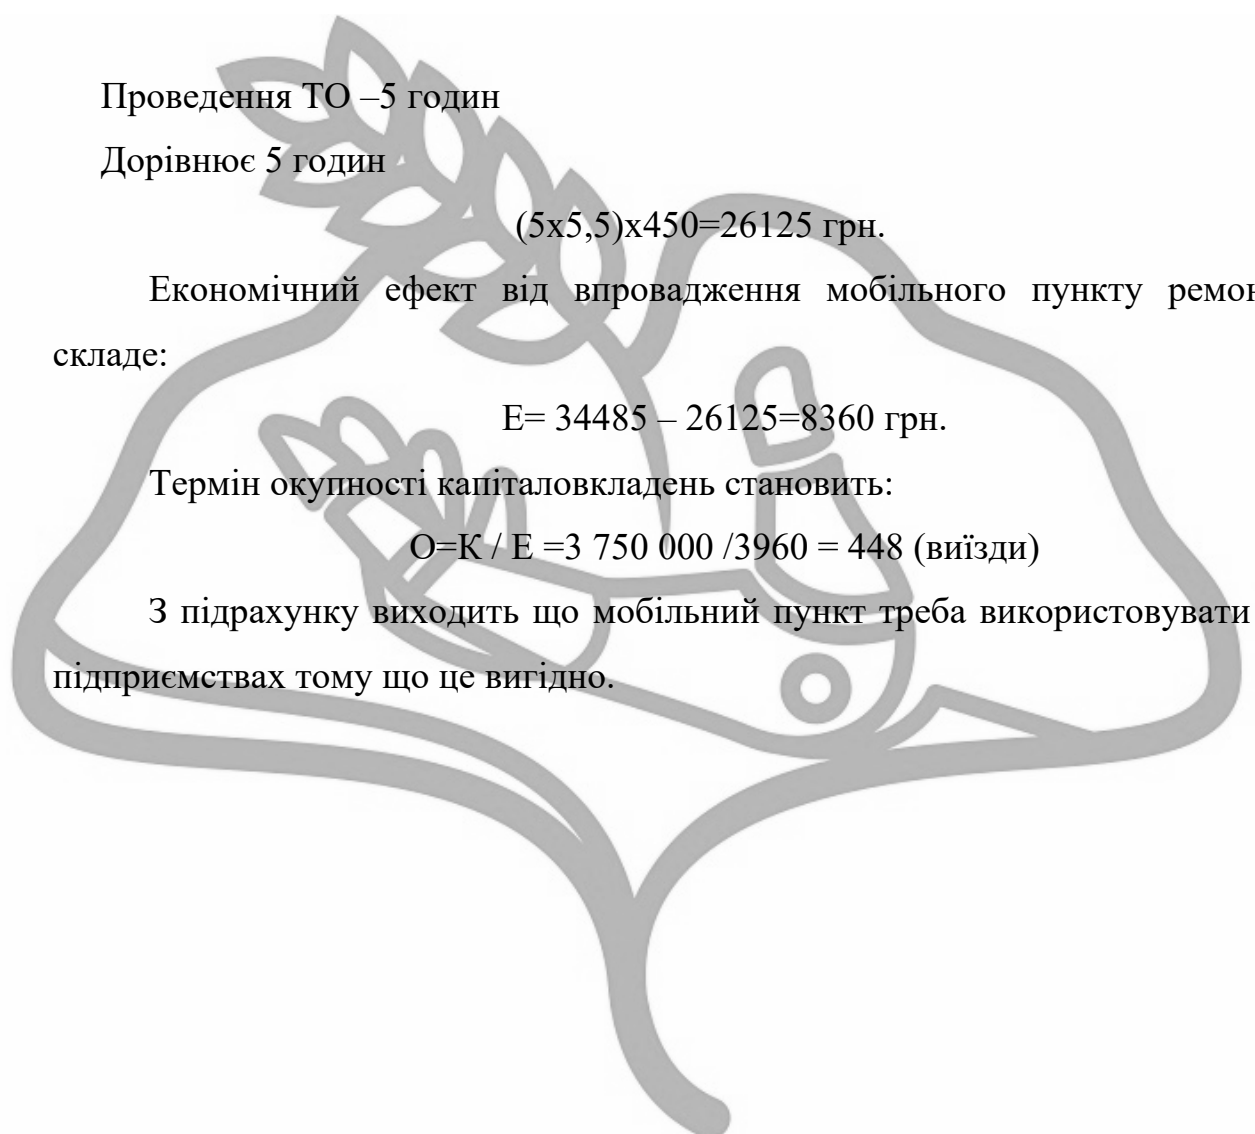 Проведення ТО –5 годин
Дорівнює 5 годин
(5х5,5)х450=26125 грн.
Економічний ефект від впровадження мобільного пункту
складе:
Е= 34485 – 26125=8360 грн.
Термін окупності капіталовкладень становить:
О=К / Е =3 750 000 /3960 = 448 (виїзди)
З підрахунку виходить що мобільний пункт треба використовувати
підприємствах тому що це вигідно.